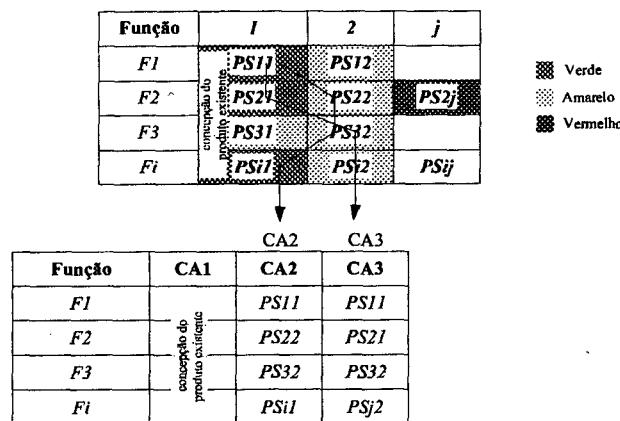 Função 1 2 j
F1 PS11 PS12
F2 PS21 PS22 PS2j
F3 PS31 PS32
Fi PSi1 PSi2 PSij
concepção do
produto existente
Verde
Amarelo
Vermelho
CA2 CA3
Função CA1 CA2 CA3
F1 PS11 PS11
F2 PS22 PS21
F3 PS32 PS32
Fi PSi1 PSj2
concepção do
produto existente